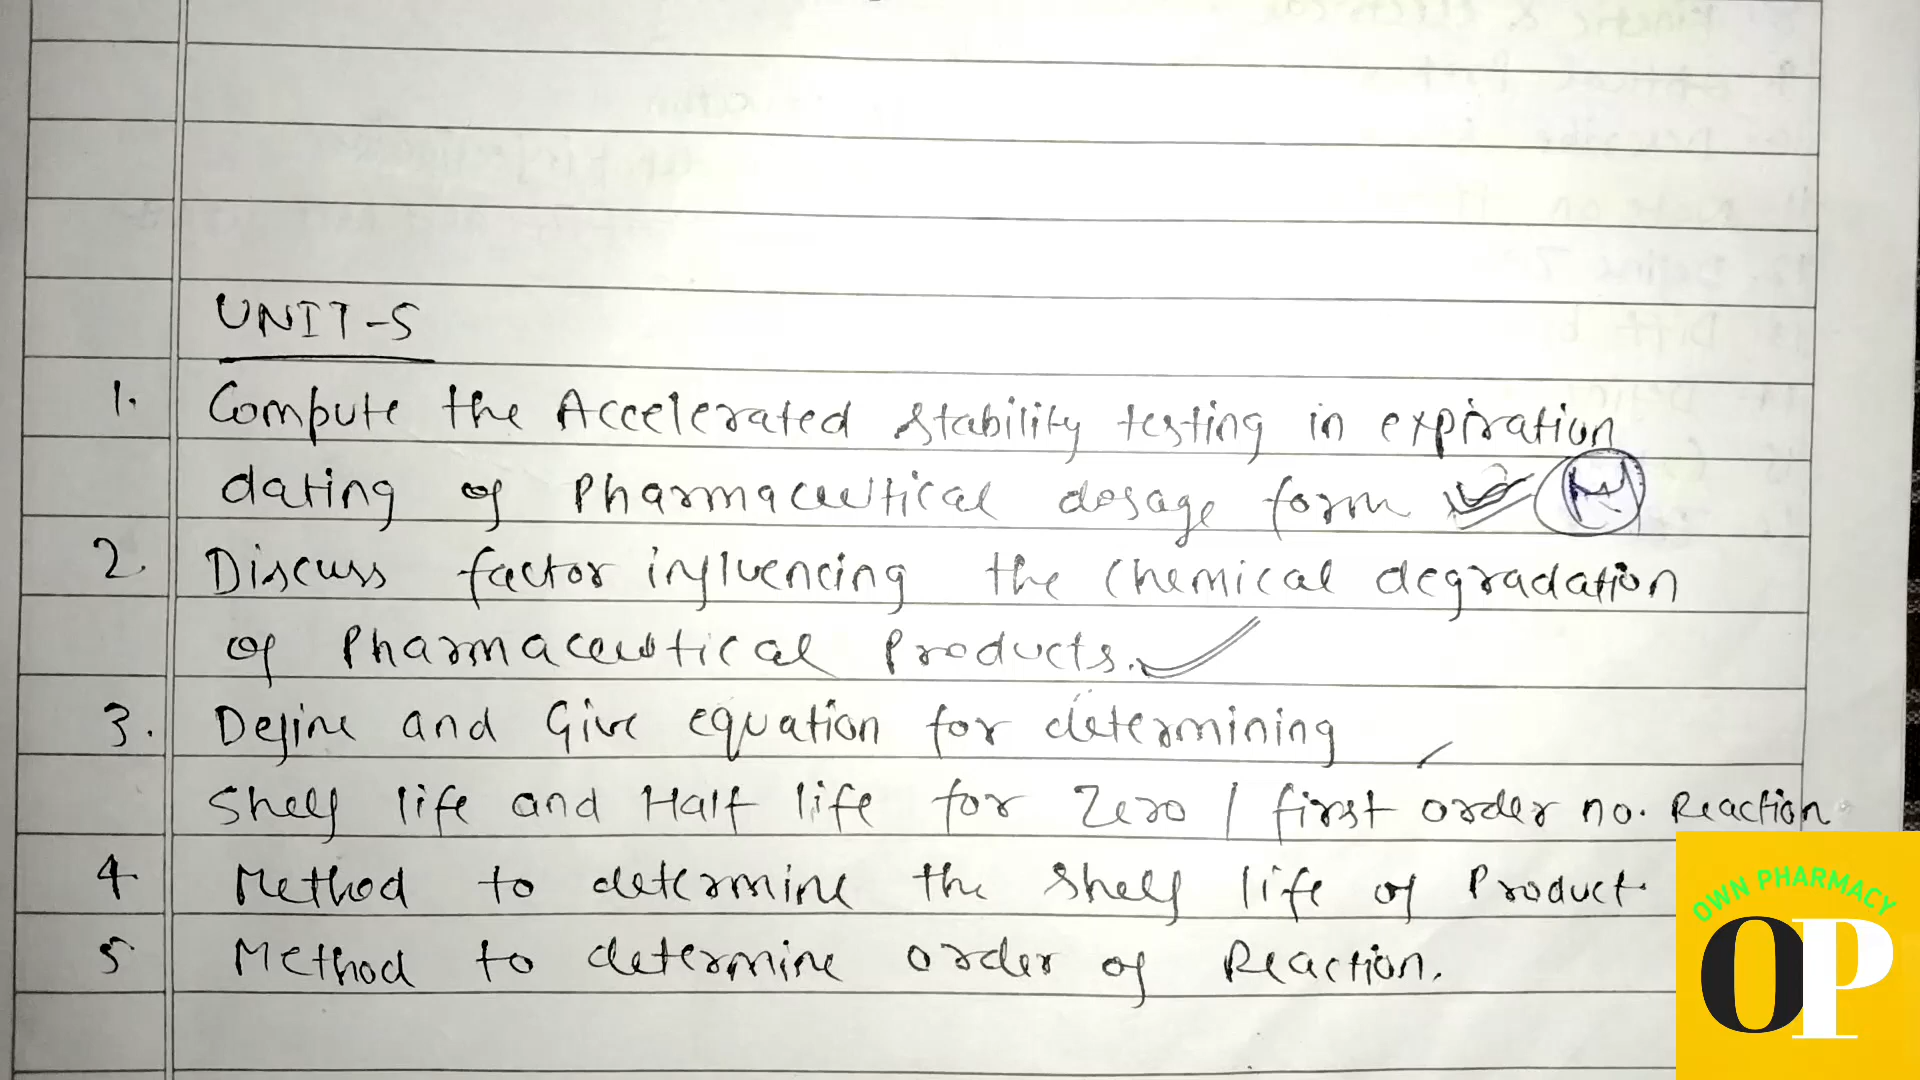 UNIT-5
1. Compute the Accelerated stability testing in expiration
dating of Pharmaceutical dosage form
2. Discuss factor influencing the chemical degradation
of Pharmaceutical Products.
3. Define and Give equation for determining
Shelf life and Half life for Zero / first order no. Reaction
4 Method to determine the Shelf life of Product.
5 Method to determine order of Reaction.
OWN PHARMACY
OP